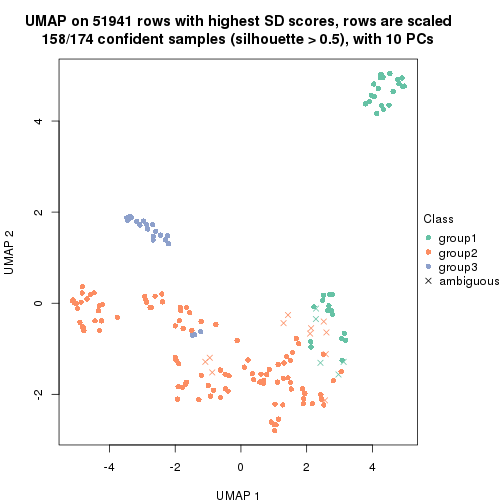 UMAP on 51941 rows with highest SD scores, rows are scaled
158/174 confident samples (silhouette > 0.5), with 10 PCs
UMAP 2
4
2
0
-2
-4
-2
0
2
4
UMAP 1
Class
group1
group2
group3
ambiguous